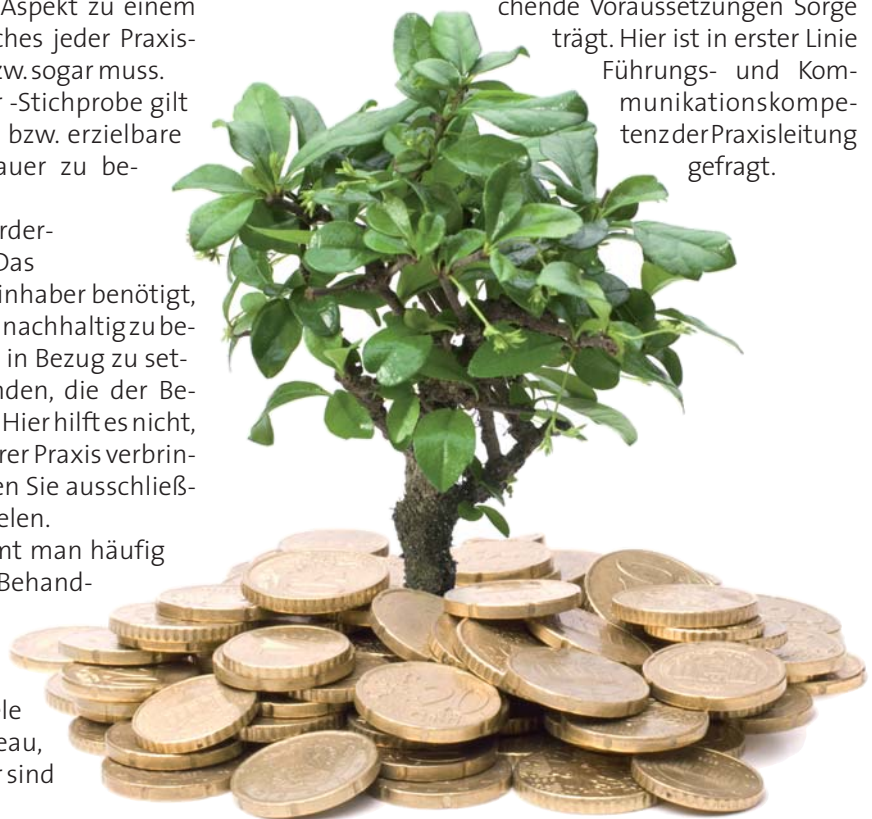 Aspekt zu einem
ches jeder Praxis-
zw. sogar muss.
-Stichprobe gilt
bzw. erzielbare
auer zu be-
rder-
Das
inhaber benötigt,
nachhaltig zu be-
in Bezug zu set-
nden, die der Be-
Hier hilft es nicht,
rer Praxis verbrin-
en Sie ausschließ-
elen.
mt man häufig
Behand-
ele
eau,
r sind
chende Voraussetzungen Sorge
trägt. Hier ist in erster Linie
Führungs- und Kom-
munikationskompe-
tenz der Praxisleitung
gefragt.